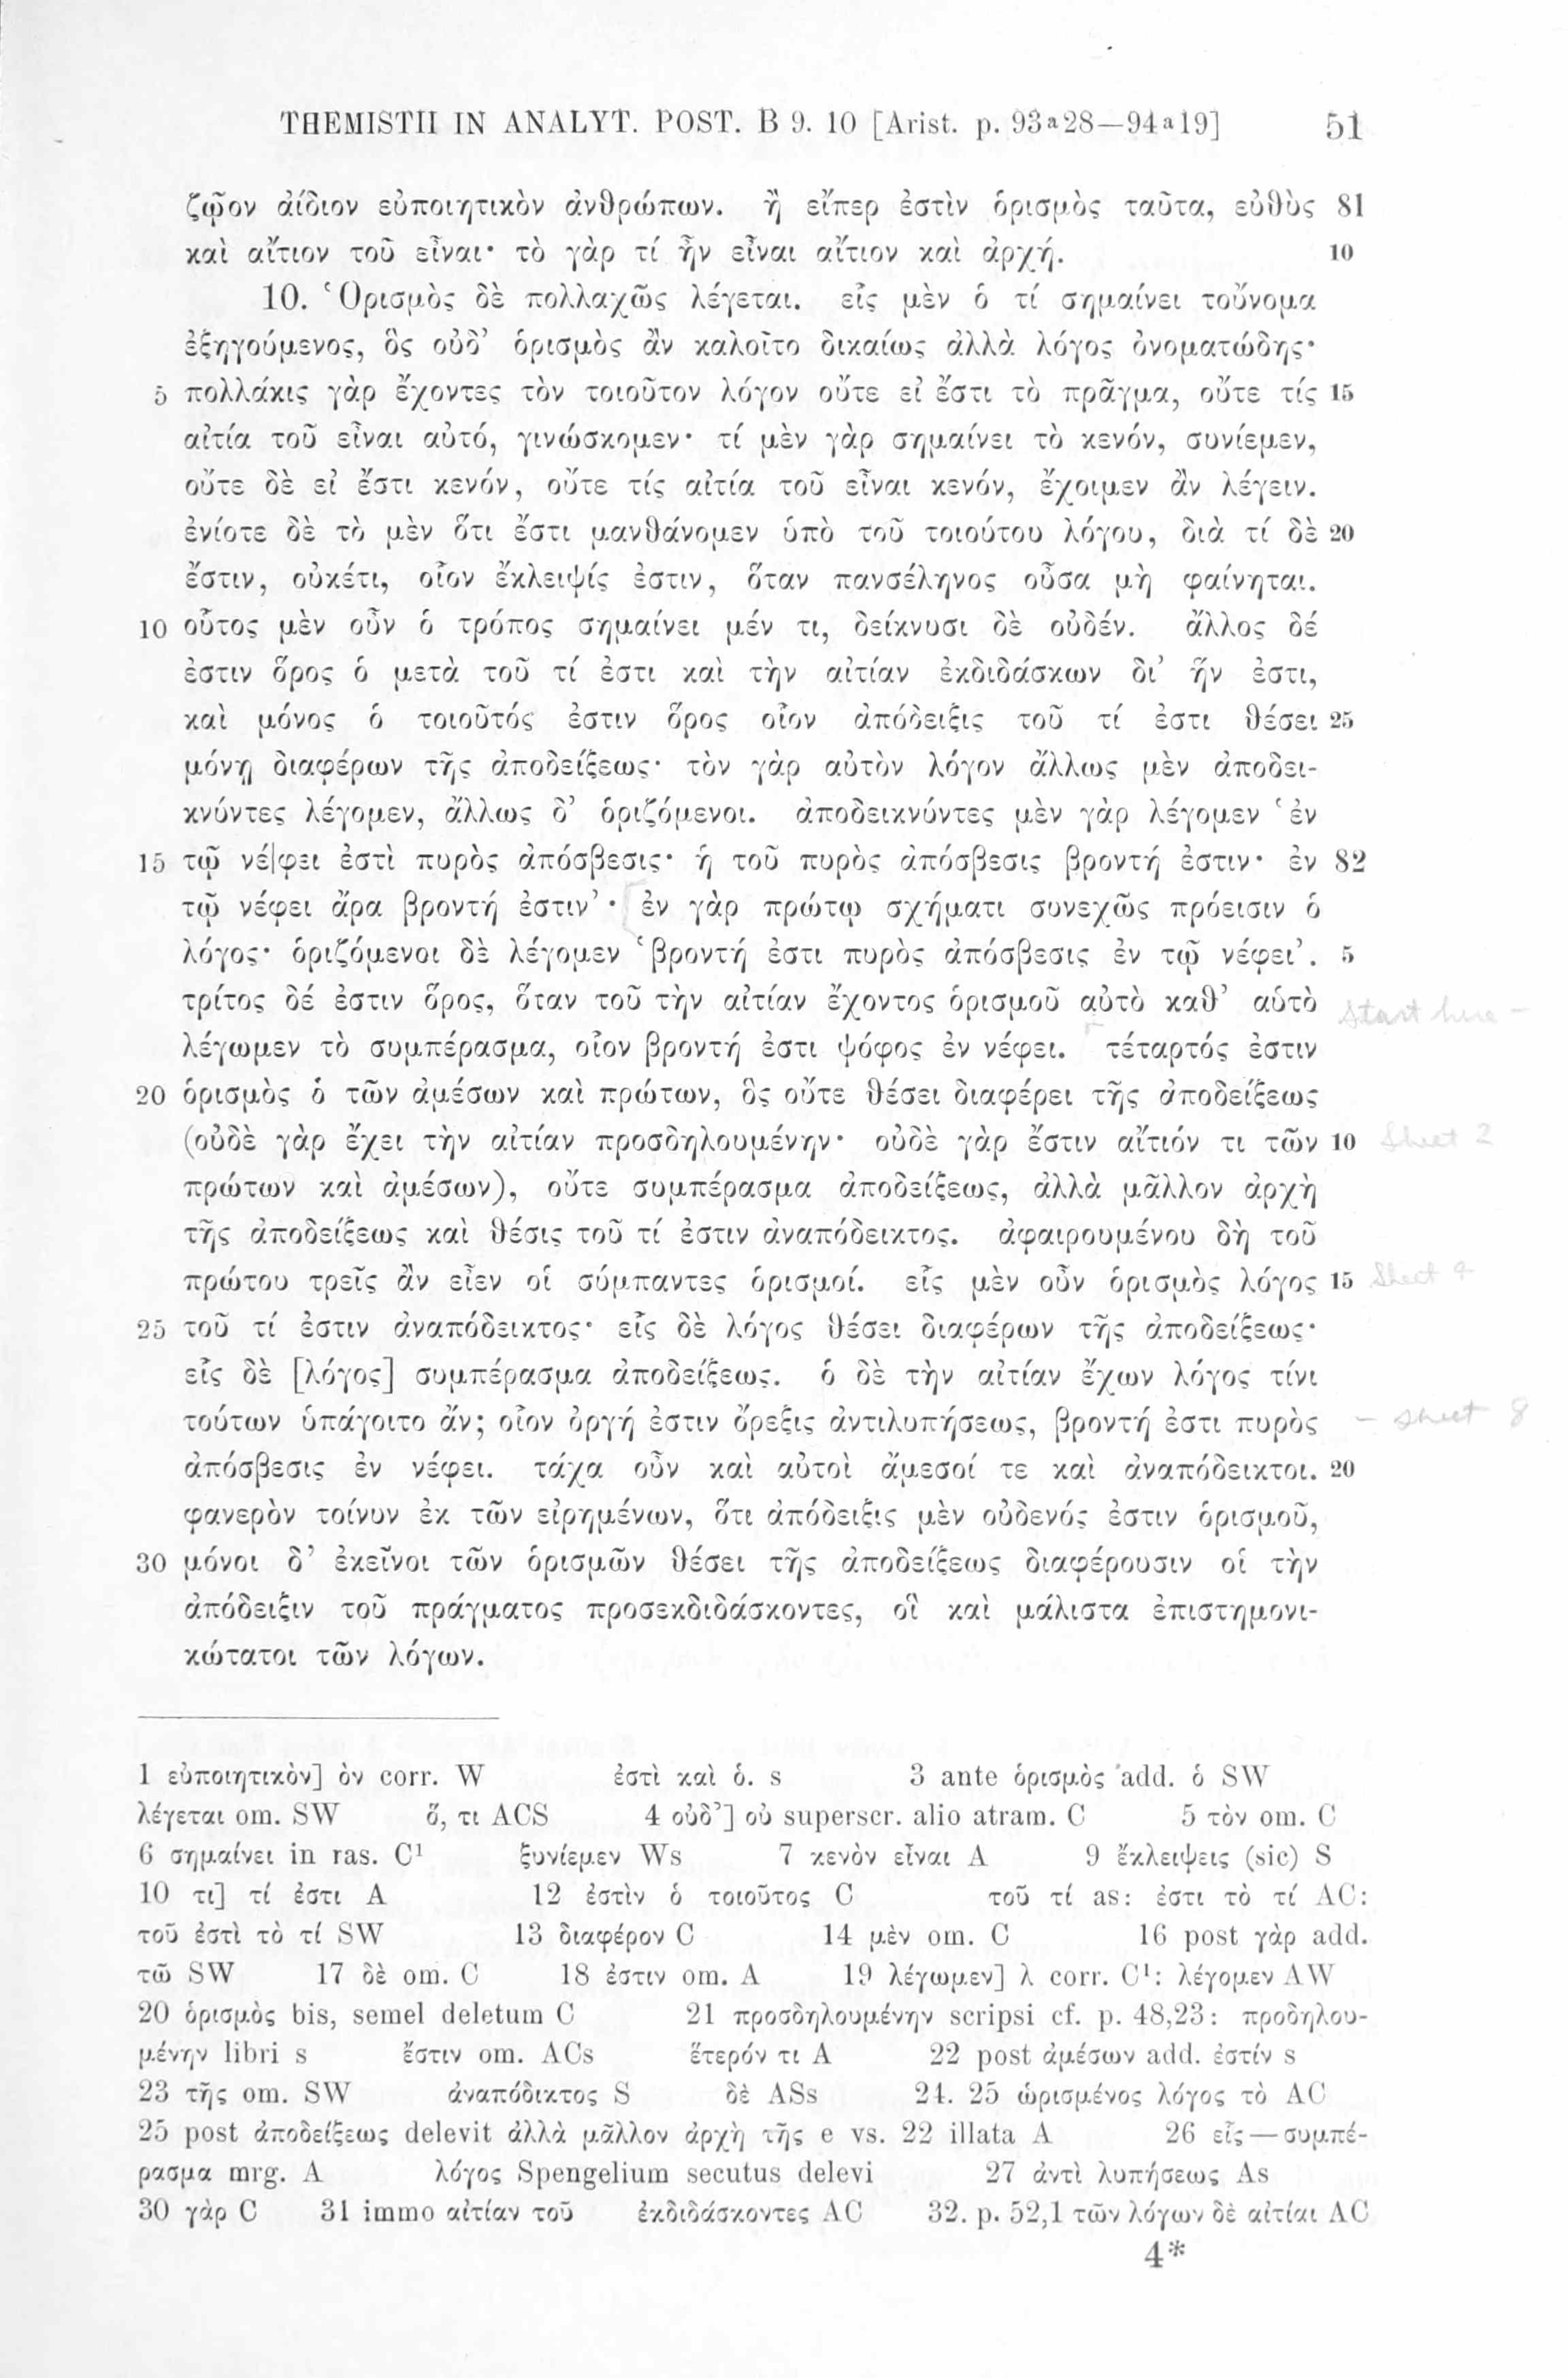 THEMISTII IN ANALYT. POST. B 9. 10 [Arist. p. 93ª28—94ª19] 51
ζῷον ἀίδιον εὐποιητικὸν ἀνθρώπων. ἢ εἴπερ ἐστὶν ὁρισμὸς ταῦτα, εὐθὺς 81
καὶ αἴτιον τοῦ εἶναι· τὸ γὰρ τί ἦν εἶναι αἴτιον καὶ ἀρχή. 10
10. Ὁρισμὸς δὲ πολλαχῶς λέγεται. εἷς μὲν ὁ τί σημαίνει τοὔνομα
ἐξηγούμενος, ὃς οὐδ’ ὁρισμὸς ἂν καλοῖτο δικαίως ἀλλὰ λόγος ὀνοματώδης·
5 πολλάκις γὰρ ἔχοντες τὸν τοιοῦτον λόγον οὔτε εἰ ἔστι τὸ πρᾶγμα, οὔτε τίς 15
αἰτία τοῦ εἶναι αὐτό, γινώσκομεν· τί μὲν γὰρ σημαίνει τὸ κενόν, συνίεμεν,
οὔτε δὲ εἰ ἔστι κενόν, οὔτε τίς αἰτία τοῦ εἶναι κενόν, ἔχοιμεν ἂν λέγειν.
ἐνίοτε δὲ τὸ μὲν ὅτι ἔστι μανθάνομεν ὑπὸ τοῦ τοιούτου λόγου, διὰ τί δὲ 20
ἔστιν, οὐκέτι, οἷον ἔκλειψίς ἐστιν, ὅταν πανσέληνος οὖσα μὴ φαίνηται.
10 οὗτος μὲν οὖν ὁ τρόπος σημαίνει μέν τι, δείκνυσι δὲ οὐδέν. ἄλλος δέ
ἐστιν ὅρος ὁ μετὰ τοῦ τί ἐστι καὶ τὴν αἰτίαν ἐκδιδάσκων δι’ ἥν ἐστι,
καὶ μόνος ὁ τοιοῦτός ἐστιν ὅρος οἷον ἀπόδειξις τοῦ τί ἐστι θέσει 25
μόνῃ διαφέρων τῆς ἀποδείξεως· τὸν γὰρ αὐτὸν λόγον ἄλλως μὲν ἀποδει-
κνύντες λέγομεν, ἄλλως δ’ ὁριζόμενοι. ἀποδεικνύντες μὲν γὰρ λέγομεν ‘ἐν
15 τῷ νέ|φει ἐστὶ πυρὸς ἀπόσβεσις· ἡ τοῦ πυρὸς ἀπόσβεσις βροντή ἐστιν· ἐν 82
τῷ νέφει ἄρα βροντή ἐστιν’· ἐν γὰρ πρώτῳ σχήματι συνεχῶς πρόεισιν ὁ
λόγος· ὁριζόμενοι δὲ λέγομεν ‘βροντή ἐστι πυρὸς ἀπόσβεσις ἐν τῷ νέφει’. 5
τρίτος δέ ἐστιν ὅρος, ὅταν τοῦ τὴν αἰτίαν ἔχοντος ὁρισμοῦ αὐτὸ καθ’ αὑτὸ Start here –
λέγωμεν τὸ συμπέρασμα, οἷον βροντή ἐστι ψόφος ἐν νέφει. τέταρτός ἐστιν
20 ὁρισμὸς ὁ τῶν ἀμέσων καὶ πρώτων, ὃς οὔτε θέσει διαφέρει τῆς ἀποδείξεως
(οὐδὲ γὰρ ἔχει τὴν αἰτίαν προσδηλουμένην· οὐδὲ γὰρ ἔστιν αἴτιόν τι τῶν 10 Sheet 2
πρώτων καὶ ἀμέσων), οὔτε συμπέρασμα ἀποδείξεως, ἀλλὰ μᾶλλον ἀρχὴ
τῆς ἀποδείξεως καὶ θέσις τοῦ τί ἐστιν ἀναπόδεικτος. ἀφαιρουμένου δὴ τοῦ
πρώτου τρεῖς ἂν εἶεν οἱ σύμπαντες ὁρισμοί. εἷς μὲν οὖν ὁρισμὸς λόγος 15 Sheet 4
25 τοῦ τί ἐστιν ἀναπόδεικτος· εἷς δὲ λόγος θέσει διαφέρων τῆς ἀποδείξεως·
εἷς δὲ [λόγος] συμπέρασμα ἀποδείξεως. ὁ δὲ τὴν αἰτίαν ἔχων λόγος τίνι
τούτων ὑπάγοιτο ἄν; οἷον ὀργή ἐστιν ὄρεξις ἀντιλυπήσεως, βροντή ἐστι πυρὸς – sheet 8
ἀπόσβεσις ἐν νέφει. τάχα οὖν καὶ αὐτοὶ ἄμεσοί τε καὶ ἀναπόδεικτοι. 20
φανερὸν τοίνυν ἐκ τῶν εἰρημένων, ὅτι ἀπόδειξις μὲν οὐδενός ἐστιν ὁρισμοῦ,
30 μόνοι δ’ ἐκεῖνοι τῶν ὁρισμῶν θέσει τῆς ἀποδείξεως διαφέρουσιν οἱ τὴν
ἀπόδειξιν τοῦ πράγματος προσεκδιδάσκοντες, οἳ καὶ μάλιστα ἐπιστημονι-
κώτατοι τῶν λόγων.
1 εὐποιητικὸν] ὸν corr. W ἐστὶ καὶ ὁ. s 3 ante ὁρισμὸς add. ὁ SW
λέγεται om. SW ὅ, τι ACS 4 οὐδ’] οὐ superscr. alio atram. C 5 τὸν om. C
6 σημαίνει in ras. C¹ ξυνίεμεν Ws 7 κενὸν εἶναι A 9 ἔκλειψεις (sic) S
10 τι] τί ἐστι A 12 ἐστὶν ὁ τοιοῦτος C τοῦ τί as: ἐστι τὸ τί AC:
τοῦ ἐστὶ τὸ τί SW 13 διαφέρον C 14 μὲν om. C 16 post γὰρ add.
τῶ SW 17 δὲ om. C 18 ἐστιν om. A 19 λέγωμεν] λ corr. C¹: λέγομεν AW
20 ὁρισμὸς bis, semel deletum C 21 προσδηλουμένην scripsi cf. p. 48,23: προδηλου-
μένην libri s ἔστιν om. ACs ἕτερόν τι A 22 post ἀμέσων add. ἐστίν s
23 τῆς om. SW ἀναπόδικτος S δὲ ASs 24. 25 ὡρισμένος λόγος τὸ AC
25 post ἀποδείξεως delevit ἀλλὰ μᾶλλον ἀρχὴ τῆς e vs. 22 illata A 26 εἷς — συμπέ-
ρασμα mrg. A λόγος Spengelium secutus delevi 27 ἀντὶ λυπήσεως As
30 γὰρ C 31 immo αἰτίαν τοῦ ἐκδιδάσκοντες AC 32. p. 52,1 τῶν λόγων δὲ αἰτίαι AC
4*